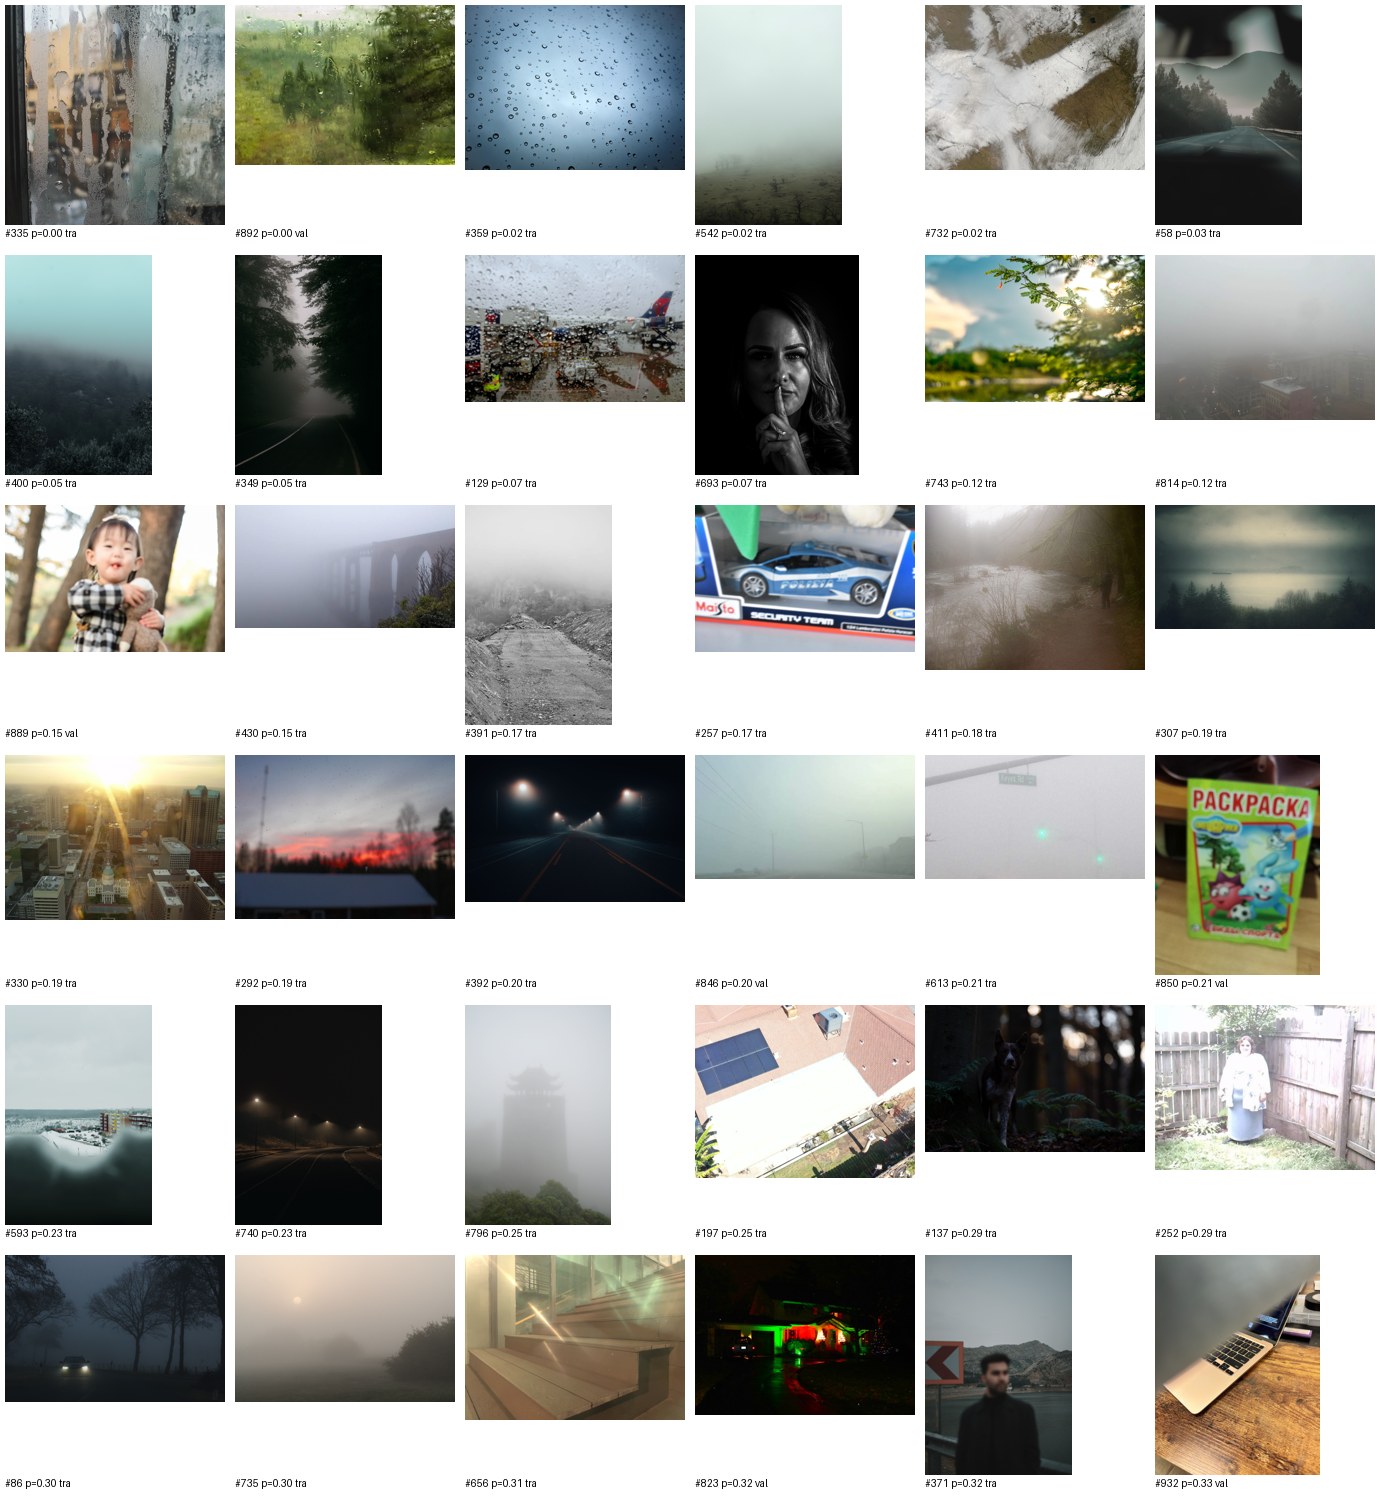 #335 p=0.00 tra
#892 p=0.00 val
#359 p=0.02 tra
#542 p=0.02 tra
#732 p=0.02 tra
#58 p=0.03 tra
#400 p=0.05 tra
#349 p=0.05 tra
#129 p=0.07 tra
#693 p=0.07 tra
#743 p=0.12 tra
#814 p=0.12 tra
POLIZIA
Maisto
SECURITY TEAM
#889 p=0.15 val
#430 p=0.15 tra
#391 p=0.17 tra
#257 p=0.17 tra
#411 p=0.18 tra
#307 p=0.19 tra
РАСКРАСКА
#330 p=0.19 tra
#292 p=0.19 tra
#392 p=0.20 tra
#846 p=0.20 val
#613 p=0.21 tra
#850 p=0.21 val
#593 p=0.23 tra
#740 p=0.23 tra
#796 p=0.25 tra
#197 p=0.25 tra
#137 p=0.29 tra
#252 p=0.29 tra
#86 p=0.30 tra
#735 p=0.30 tra
#656 p=0.31 tra
#823 p=0.32 val
#371 p=0.32 tra
#932 p=0.33 val